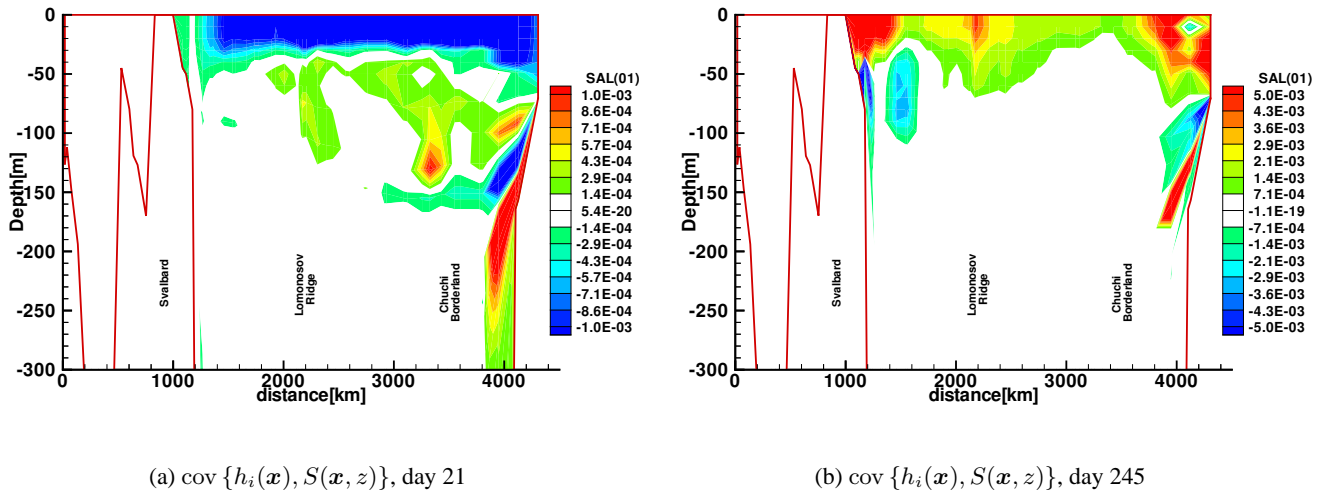 0
-50
-100
-150
-200
-250
-300
Depth[m]
0
1000
2000
3000
4000
distance[km]
Svalbard
Lomonosov
Ridge
Chuchi
Borderland
SAL(01)
1.0E-03
8.6E-04
7.1E-04
5.7E-04
4.3E-04
2.9E-04
1.4E-04
5.4E-20
-1.4E-04
-2.9E-04
-4.3E-04
-5.7E-04
-7.1E-04
-8.6E-04
-1.0E-03
(a) cov {h_i(x), S(x, z)}, day 21
0
-50
-100
-150
-200
-250
-300
Depth[m]
0
1000
2000
3000
4000
distance[km]
Svalbard
Lomonosov
Ridge
Chuchi
Borderland
SAL(01)
5.0E-03
4.3E-03
3.6E-03
2.9E-03
2.1E-03
1.4E-03
7.1E-04
-1.1E-19
-7.1E-04
-1.4E-03
-2.1E-03
-2.9E-03
-3.6E-03
-4.3E-03
-5.0E-03
(b) cov {h_i(x), S(x, z)}, day 245